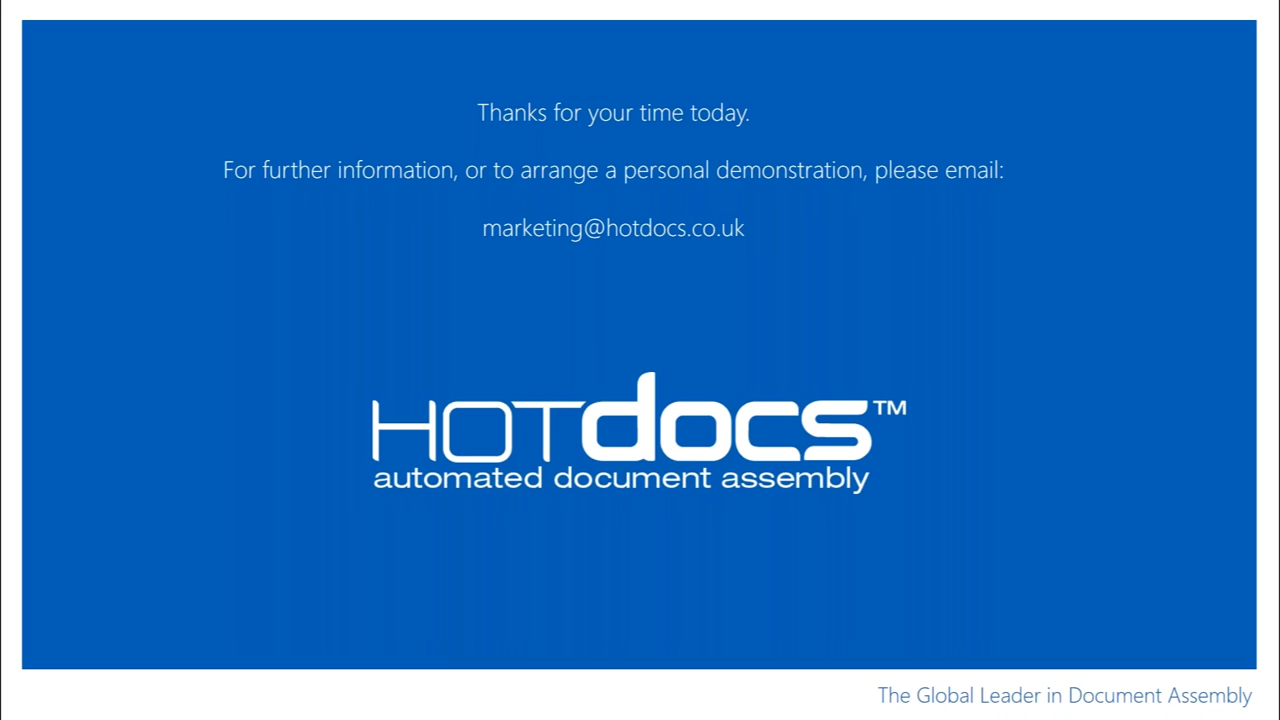 Thanks for your time today.
For further information, or to arrange a personal demonstration, please email:
marketing@hotdocs.co.uk
HOTdocs™
automated document assembly
The Global Leader in Document Assembly